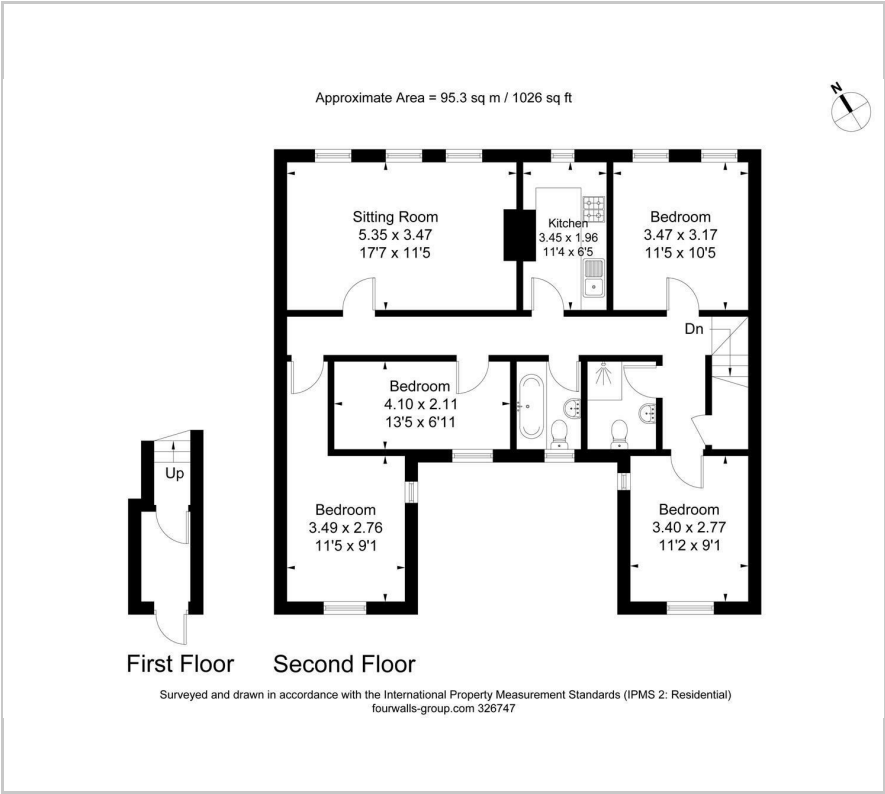 Approximate Area = 95.3 sq m / 1026 sq ft
N
Sitting Room
5.35 x 3.47
17'7 x 11'5
Kitchen
3.45 x 1.96
11'4 x 6'5
Bedroom
3.47 x 3.17
11'5 x 10'5
Dn
Bedroom
4.10 x 2.11
13'5 x 6'11
Up
Bedroom
3.49 x 2.76
11'5 x 9'1
Bedroom
3.40 x 2.77
11'2 x 9'1
First Floor
Second Floor
Surveyed and drawn in accordance with the International Property Measurement Standards (IPMS 2: Residential)
fourwalls-group.com 326747